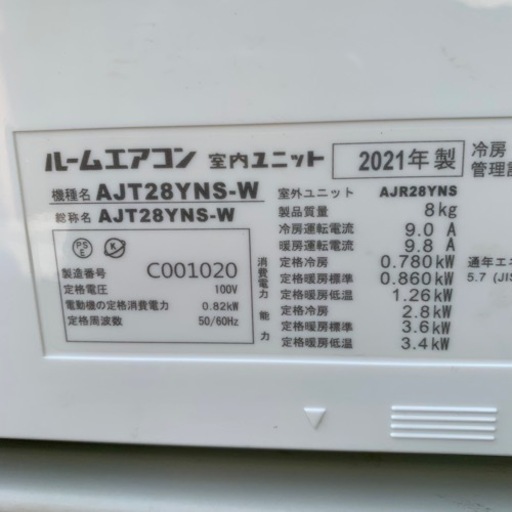 ルームエアコン 室内ユニット 2021年製 冷房
管理
機種名 AJT28YNS-W 室外ユニット AJR28YNS
総称名 AJT28YNS-W 製品質量 8kg
冷房運転電流 9.0 A
暖房運転電流 9.8 A
PS E K
製造番号 C001020
定格電圧 100V
電動機の定格消費電力 0.82kW
定格周波数 50/60Hz
消費電力 定格冷房 0.780kW 通年エネ
定格暖房標準 0.860kW 5.7 (JIS
定格暖房低温 1.26kW
能力 定格冷房 2.8kW
定格暖房標準 3.6kW
定格暖房低温 3.4kW